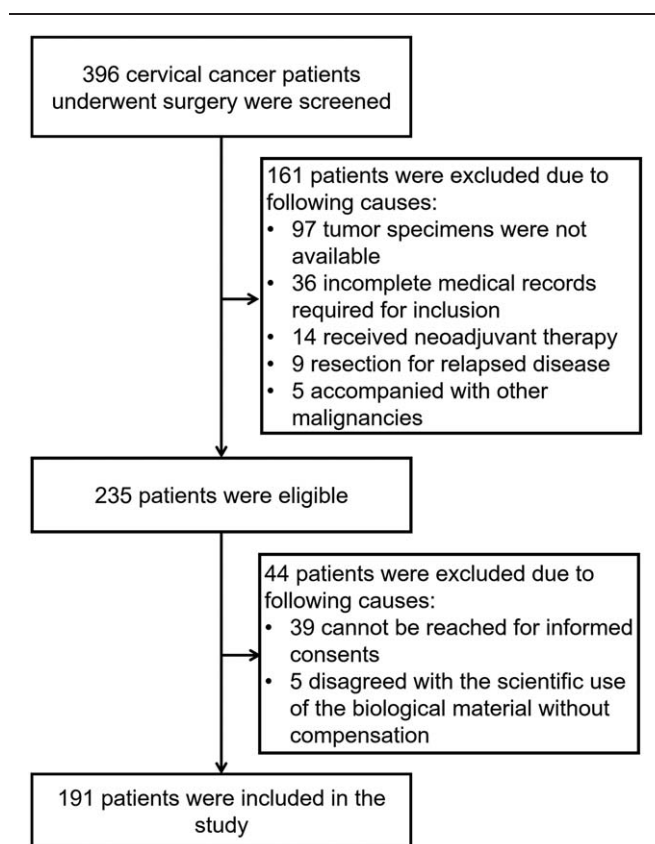 396 cervical cancer patients
underwent surgery were screened
161 patients were excluded due to
following causes:
• 97 tumor specimens were not
available
• 36 incomplete medical records
required for inclusion
• 14 received neoadjuvant therapy
• 9 resection for relapsed disease
• 5 accompanied with other
malignancies
235 patients were eligible
44 patients were excluded due to
following causes:
• 39 cannot be reached for informed
consents
• 5 disagreed with the scientific use
of the biological material without
compensation
191 patients were included in the
study